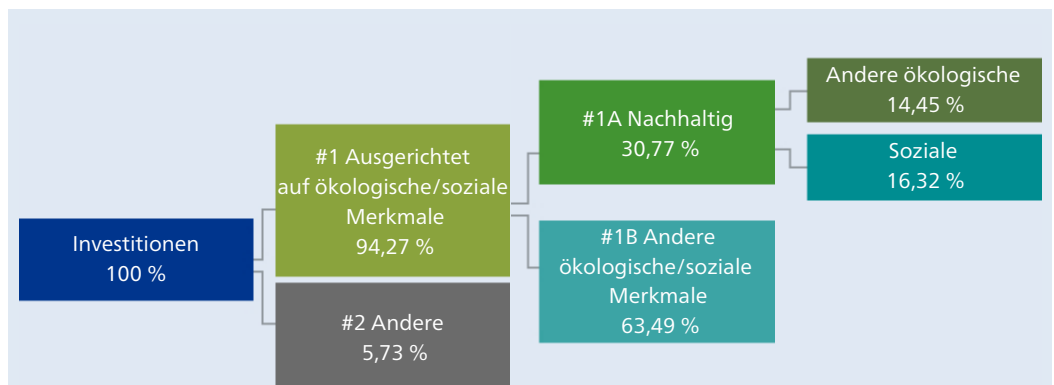 Investitionen
100 %
#1 Ausgerichtet
auf ökologische/soziale
Merkmale
94,27 %
#2 Andere
5,73 %
#1A Nachhaltig
30,77 %
#1B Andere
ökologische/soziale
Merkmale
63,49 %
Andere ökologische
14,45 %
Soziale
16,32 %